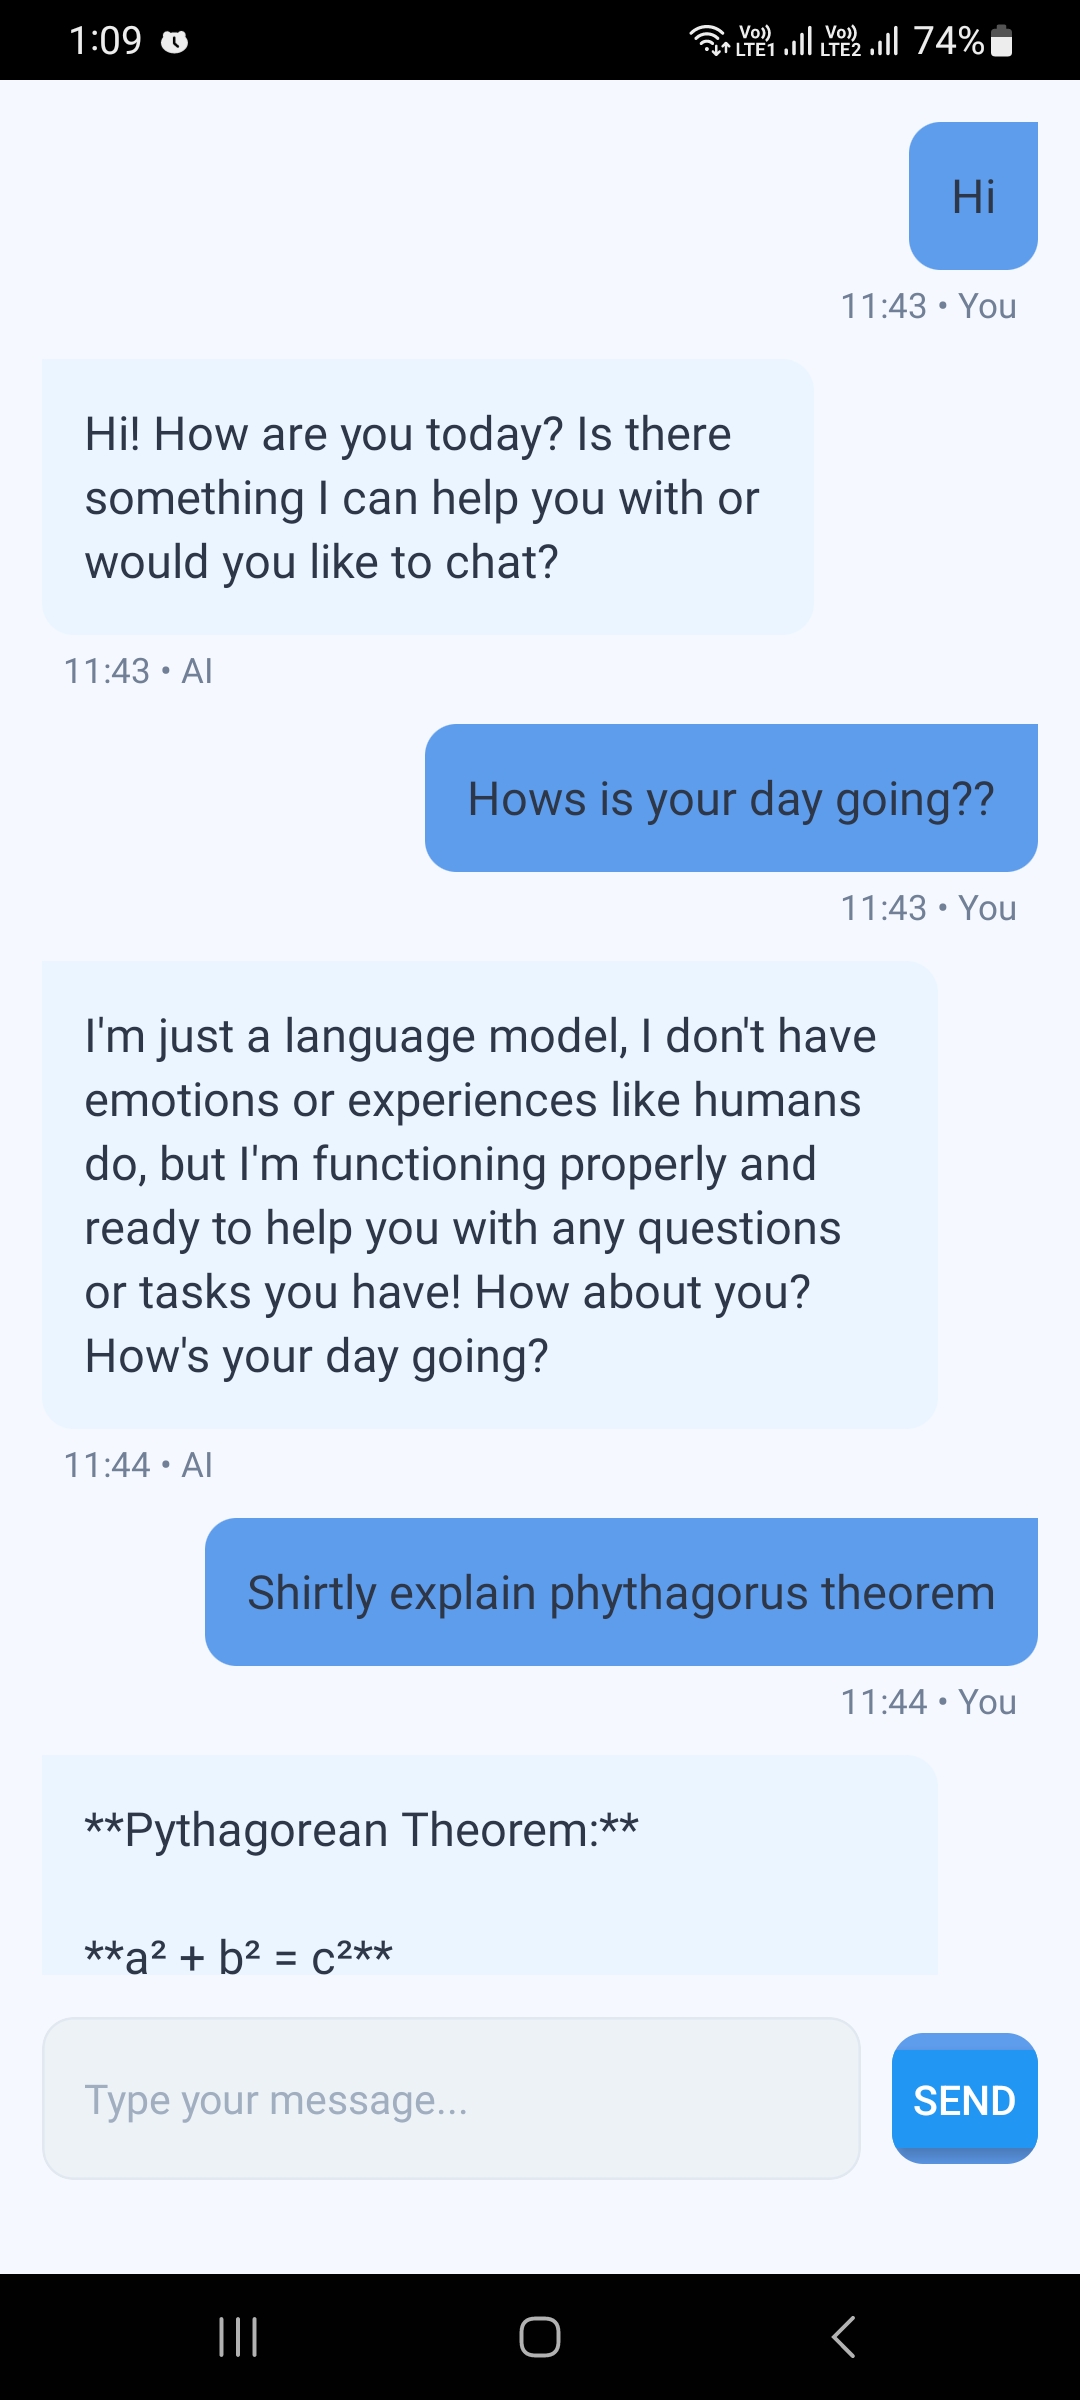 1:09
Vo)) LTE1 Vo)) LTE2 74%
Hi
11:43 • You
Hi! How are you today? Is there
something I can help you with or
would you like to chat?
11:43 • AI
Hows is your day going??
11:43 • You
I'm just a language model, I don't have
emotions or experiences like humans
do, but I'm functioning properly and
ready to help you with any questions
or tasks you have! How about you?
How's your day going?
11:44 • AI
Shirtly explain phythagorus theorem
11:44 • You
**Pythagorean Theorem:**
**a² + b² = c²**
Type your message...
SEND